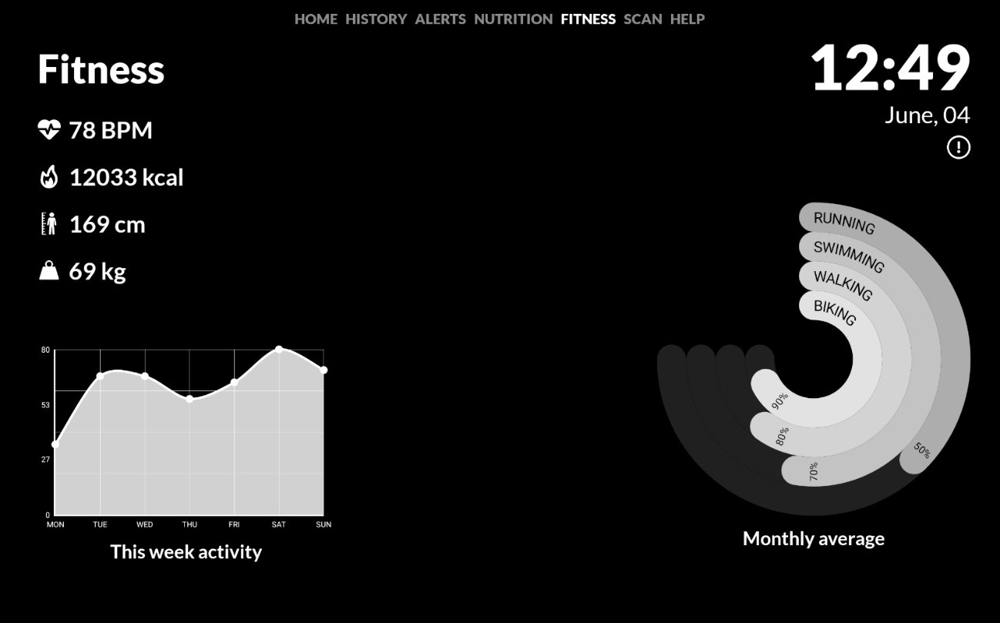 HOME HISTORY ALERTS NUTRITION FITNESS SCAN HELP
Fitness
12:49
June, 04
78 BPM
12033 kcal
169 cm
69 kg
RUNNING
SWIMMING
WALKING
BIKING
90%
80%
70%
50%
Monthly average
80
53
27
0
MON TUE WED THU FRI SAT SUN
This week activity